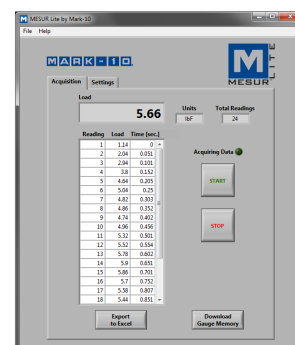 MESUR Lite by Mark-10
File Help
MARK-10
M
MESUR
LITE
Acquisition Settings
Load
5.66
Units
lbF
Total Readings
24
Reading Load Time [sec.]
1 1.14 0
2 2.04 0.051
3 2.94 0.101
4 3.8 0.152
5 4.64 0.205
6 5.04 0.25
7 4.82 0.303
8 4.86 0.352
9 4.74 0.402
10 4.96 0.456
11 5.32 0.501
12 5.52 0.554
13 5.78 0.602
14 5.9 0.651
15 5.86 0.701
16 5.7 0.752
17 5.58 0.807
18 5.44 0.851
Acquiring Data
START
STOP
Export
to Excel
Download
Gauge Memory